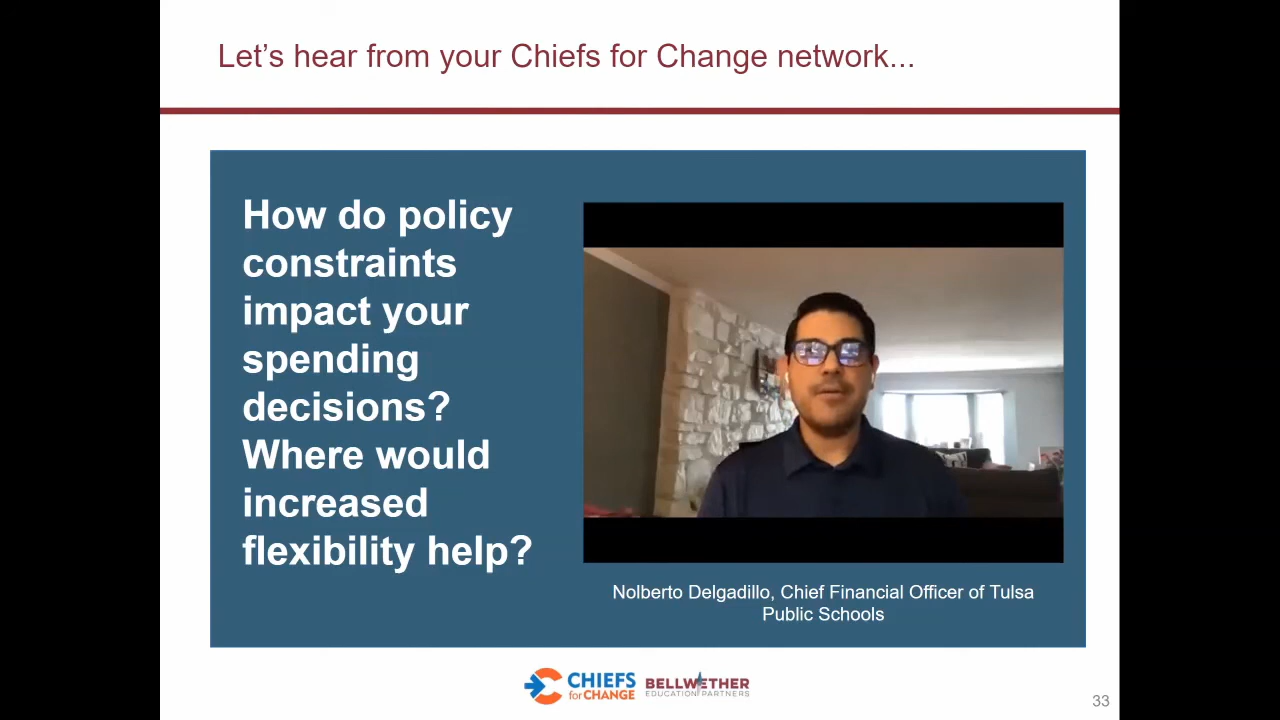 Let's hear from your Chiefs for Change network...
How do policy
constraints
impact your
spending
decisions?
Where would
increased
flexibility help?
Nolberto Delgadillo, Chief Financial Officer of Tulsa
Public Schools
CHIEFS
for CHANGE
BELLWETHER
EDUCATION PARTNERS
33